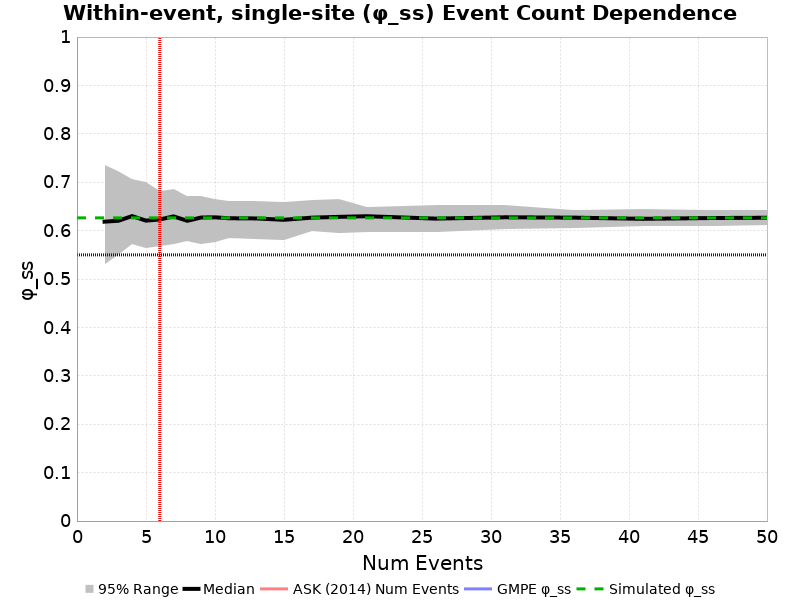 Within-event, single-site (φ_ss) Event Count Dependence
1
0.9
0.8
0.7
0.6
0.5
0.4
0.3
0.2
0.1
0
φ_ss
0 5 10 15 20 25 30 35 40 45 50
Num Events
95% Range Median ASK (2014) Num Events GMPE φ_ss Simulated φ_ss